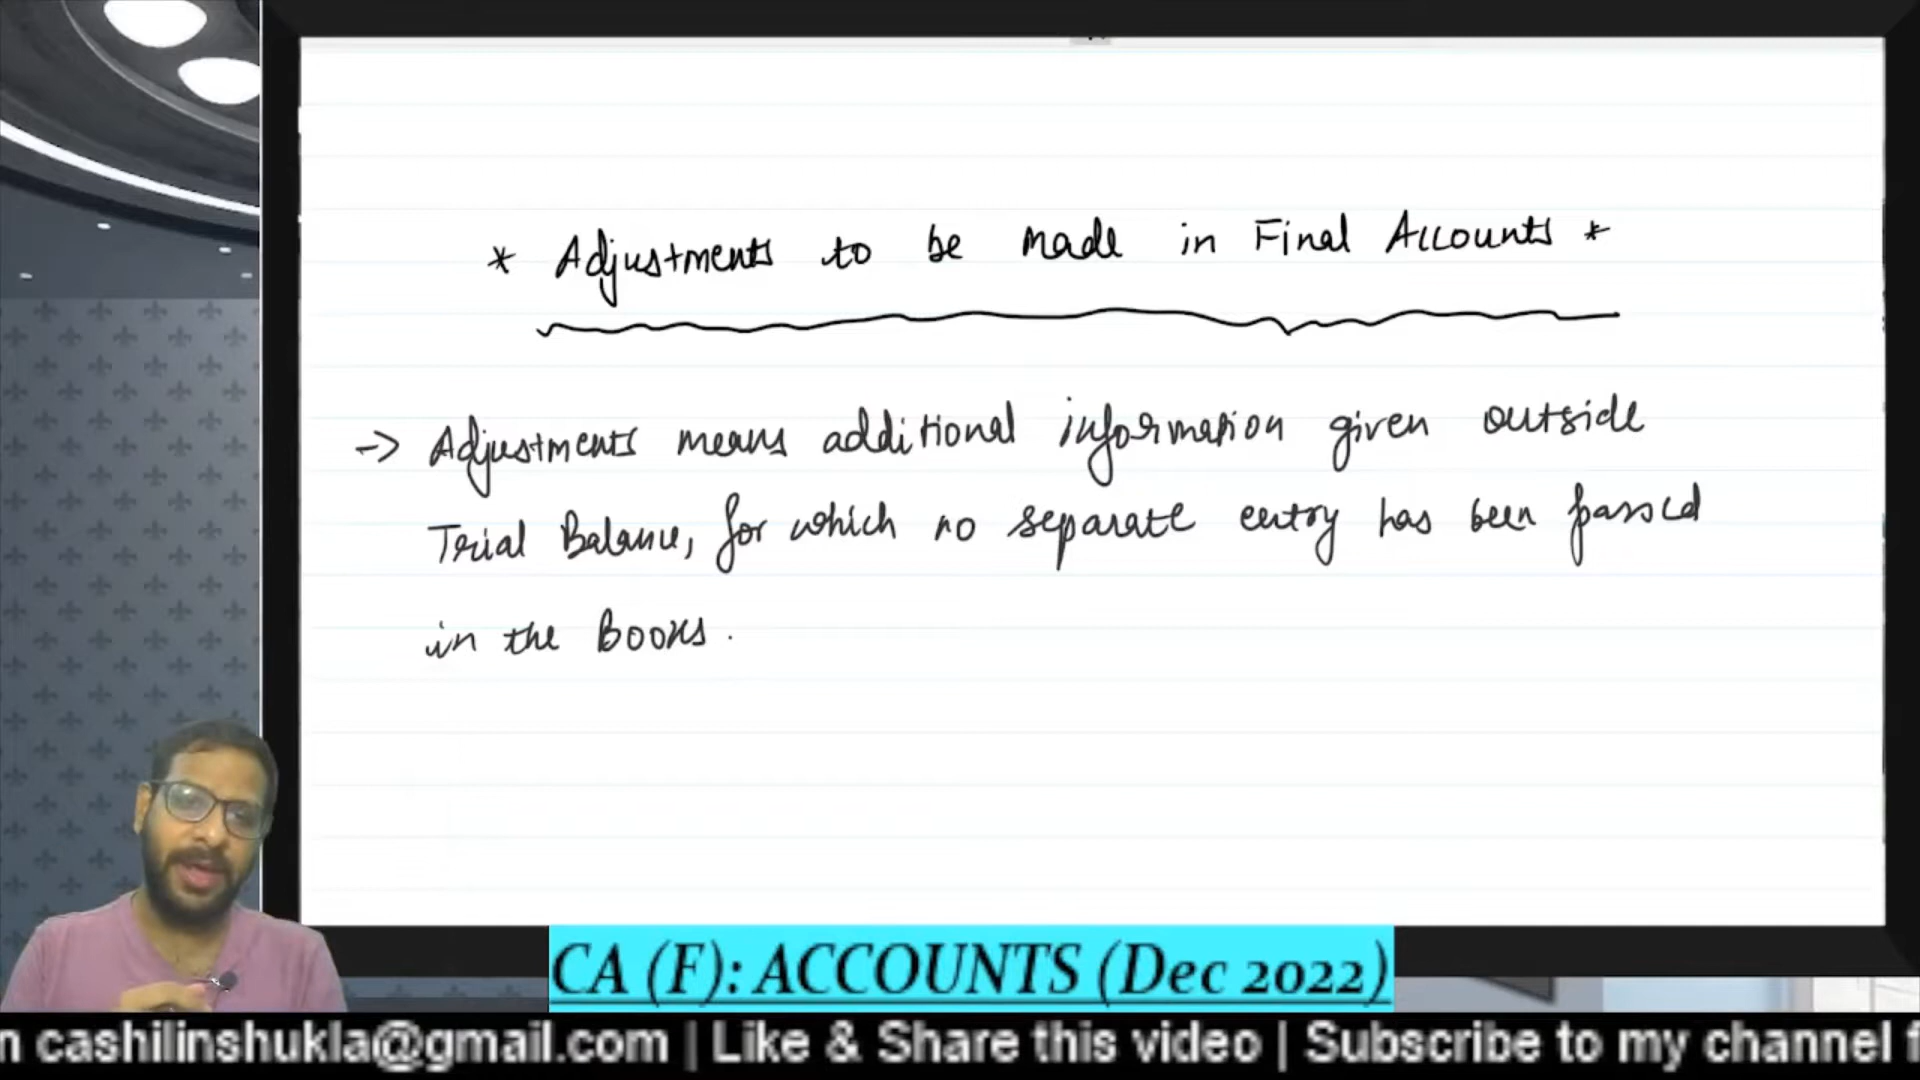 * Adjustments to be made in Final Accounts *
-> Adjustments means additional information given outside
Trial Balance, for which no separate entry has been passed
in the Books.
CA (F): ACCOUNTS (Dec 2022)
n cashilinshukla@gmail.com | Like & Share this video | Subscribe to my channel f